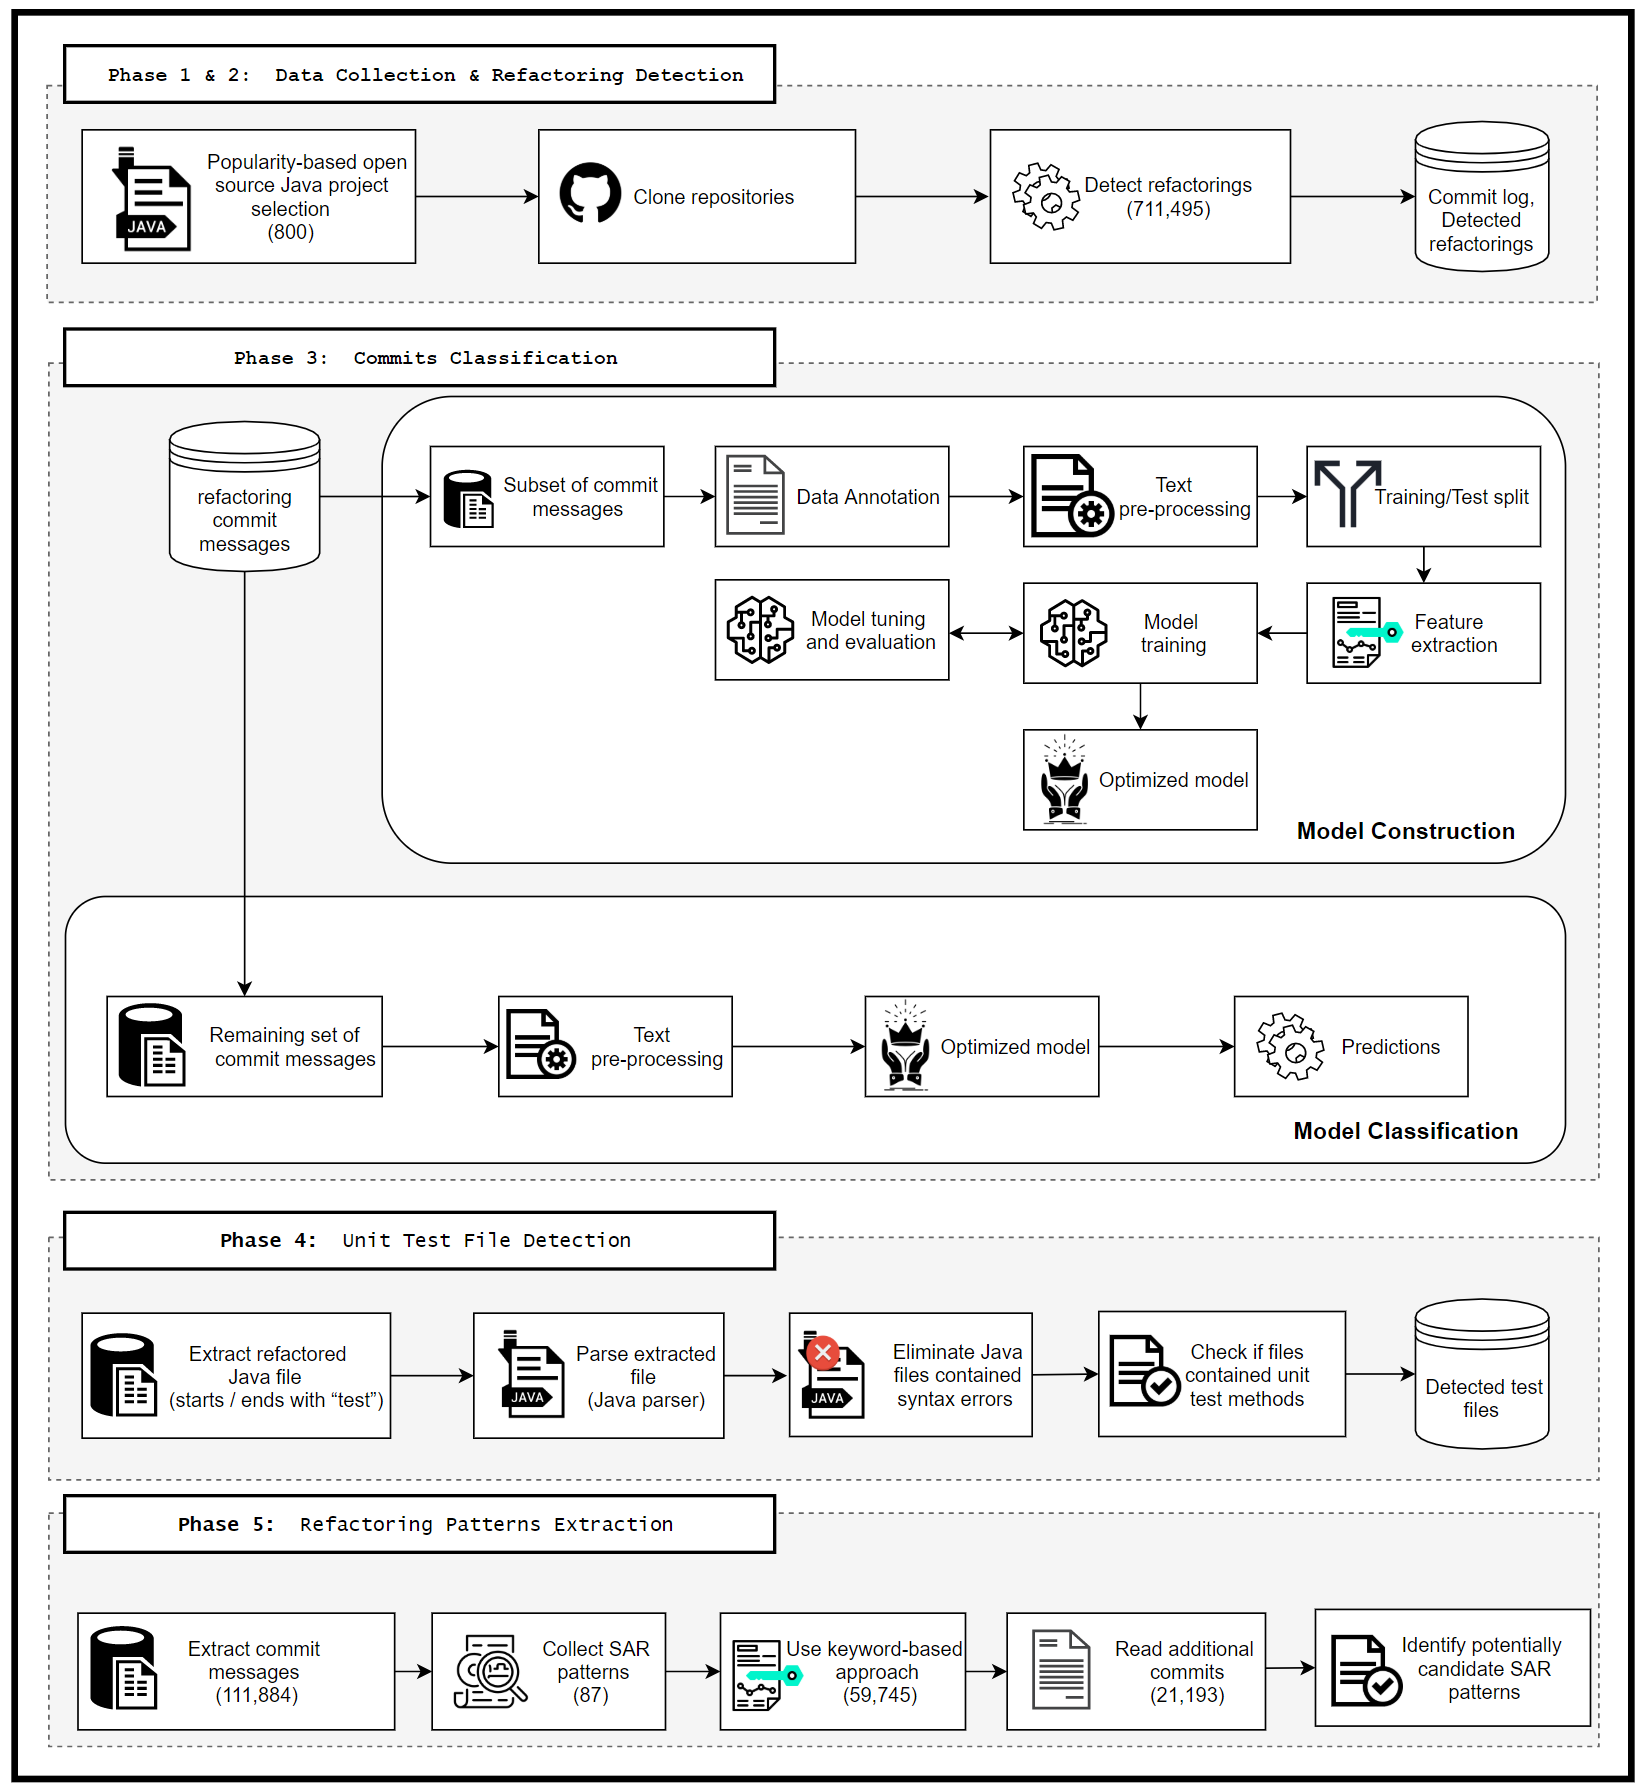 Phase 1 & 2:  Data Collection & Refactoring Detection
Popularity-based open
source Java project
selection
(800)
JAVA
Clone repositories
Detect refactorings
(711,495)
Commit log,
Detected
refactorings
Phase 3:  Commits Classification
refactoring
commit
messages
Subset of commit
messages
Data Annotation
Text
pre-processing
Training/Test split
Model tuning
and evaluation
Model
training
Feature
extraction
Optimized model
Model Construction
Remaining set of
commit messages
Text
pre-processing
Optimized model
Predictions
Model Classification
Phase 4:  Unit Test File Detection
Extract refactored
Java file
(starts / ends with “test”)
Parse extracted
file
(Java parser)
JAVA
Eliminate Java
files contained
syntax errors
JAVA
Check if files
contained unit
test methods
Detected test
files
Phase 5:  Refactoring Patterns Extraction
Extract commit
messages
(111,884)
Collect SAR
patterns
(87)
Use keyword-based
approach
(59,745)
Read additional
commits
(21,193)
Identify potentially
candidate SAR
patterns